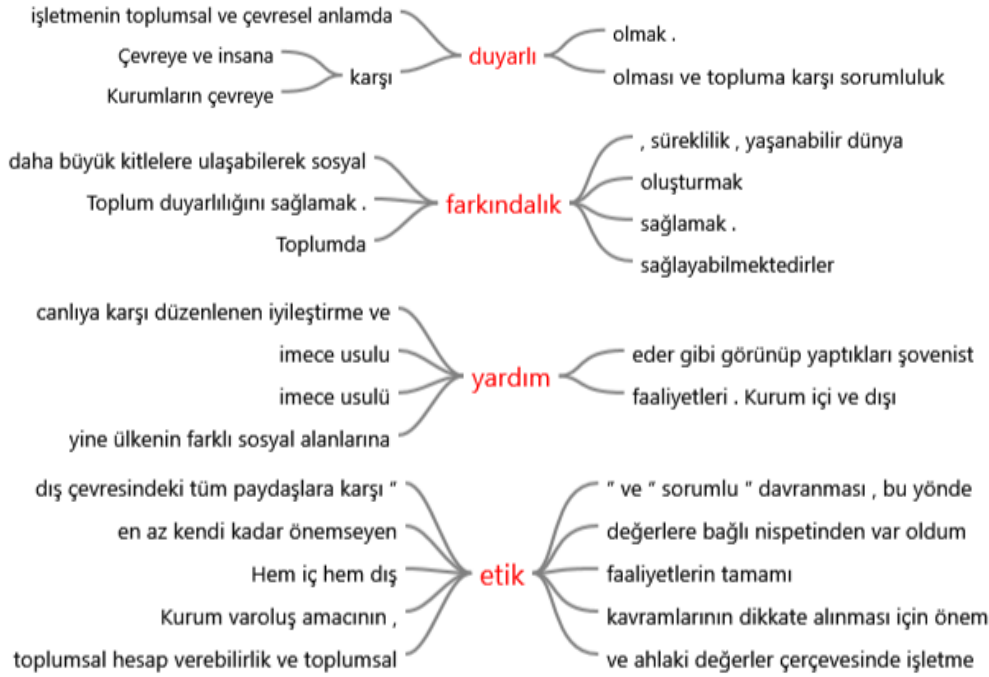 işletmenin toplumsal ve çevresel anlamda
Çevreye ve insana
Kurumların çevreye
karşı
duyarlı
olmak .
olması ve topluma karşı sorumluluk
daha büyük kitlelere ulaşabilerek sosyal
Toplum duyarlılığını sağlamak .
Toplumda
farkındalık
, süreklilik , yaşanabilir dünya
oluşturmak
sağlamak .
sağlayabilmektedirler
canlıya karşı düzenlenen iyileştirme ve
imece usulu
imece usulü
yine ülkenin farklı sosyal alanlarına
yardım
eder gibi görünüp yaptıkları şovenist
faaliyetleri . Kurum içi ve dışı
dış çevresindeki tüm paydaşlara karşı "
en az kendi kadar önemseyen
Hem iç hem dış
Kurum varoluş amacının ,
toplumsal hesap verebilirlik ve toplumsal
etik
" ve " sorumlu " davranması , bu yönde
değerlere bağlı nispetinden var oldum
faaliyetlerin tamamı
kavramlarının dikkate alınması için önem
ve ahlaki değerler çerçevesinde işletme